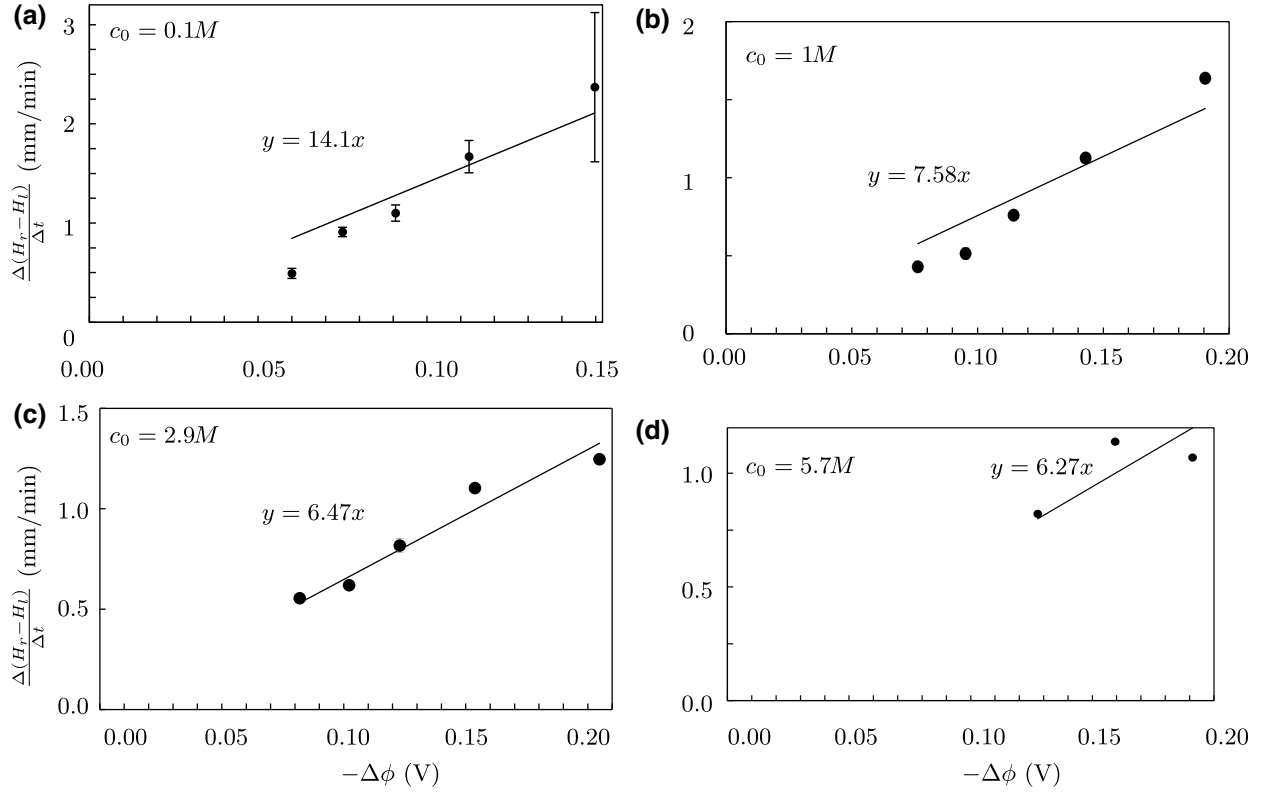 (a)
c₀ = 0.1M
y = 14.1x
Δ(Hᵣ−Hₗ)/Δt (mm/min)
3
2
1
0
0.00 0.05 0.10 0.15
(b)
c₀ = 1M
y = 7.58x
2
1
0
0.00 0.05 0.10 0.15 0.20
(c)
c₀ = 2.9M
y = 6.47x
Δ(Hᵣ−Hₗ)/Δt (mm/min)
1.5
1.0
0.5
0.0
0.00 0.05 0.10 0.15 0.20
−Δϕ (V)
(d)
c₀ = 5.7M
y = 6.27x
1.0
0.5
0.0
0.00 0.05 0.10 0.15 0.20
−Δϕ (V)